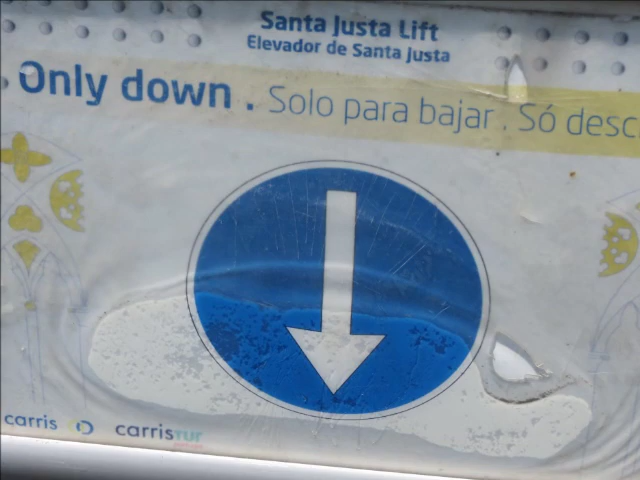 Santa Justa Lift
Elevador de Santa Justa
Only down . Solo para bajar . Só desc
carris carristur